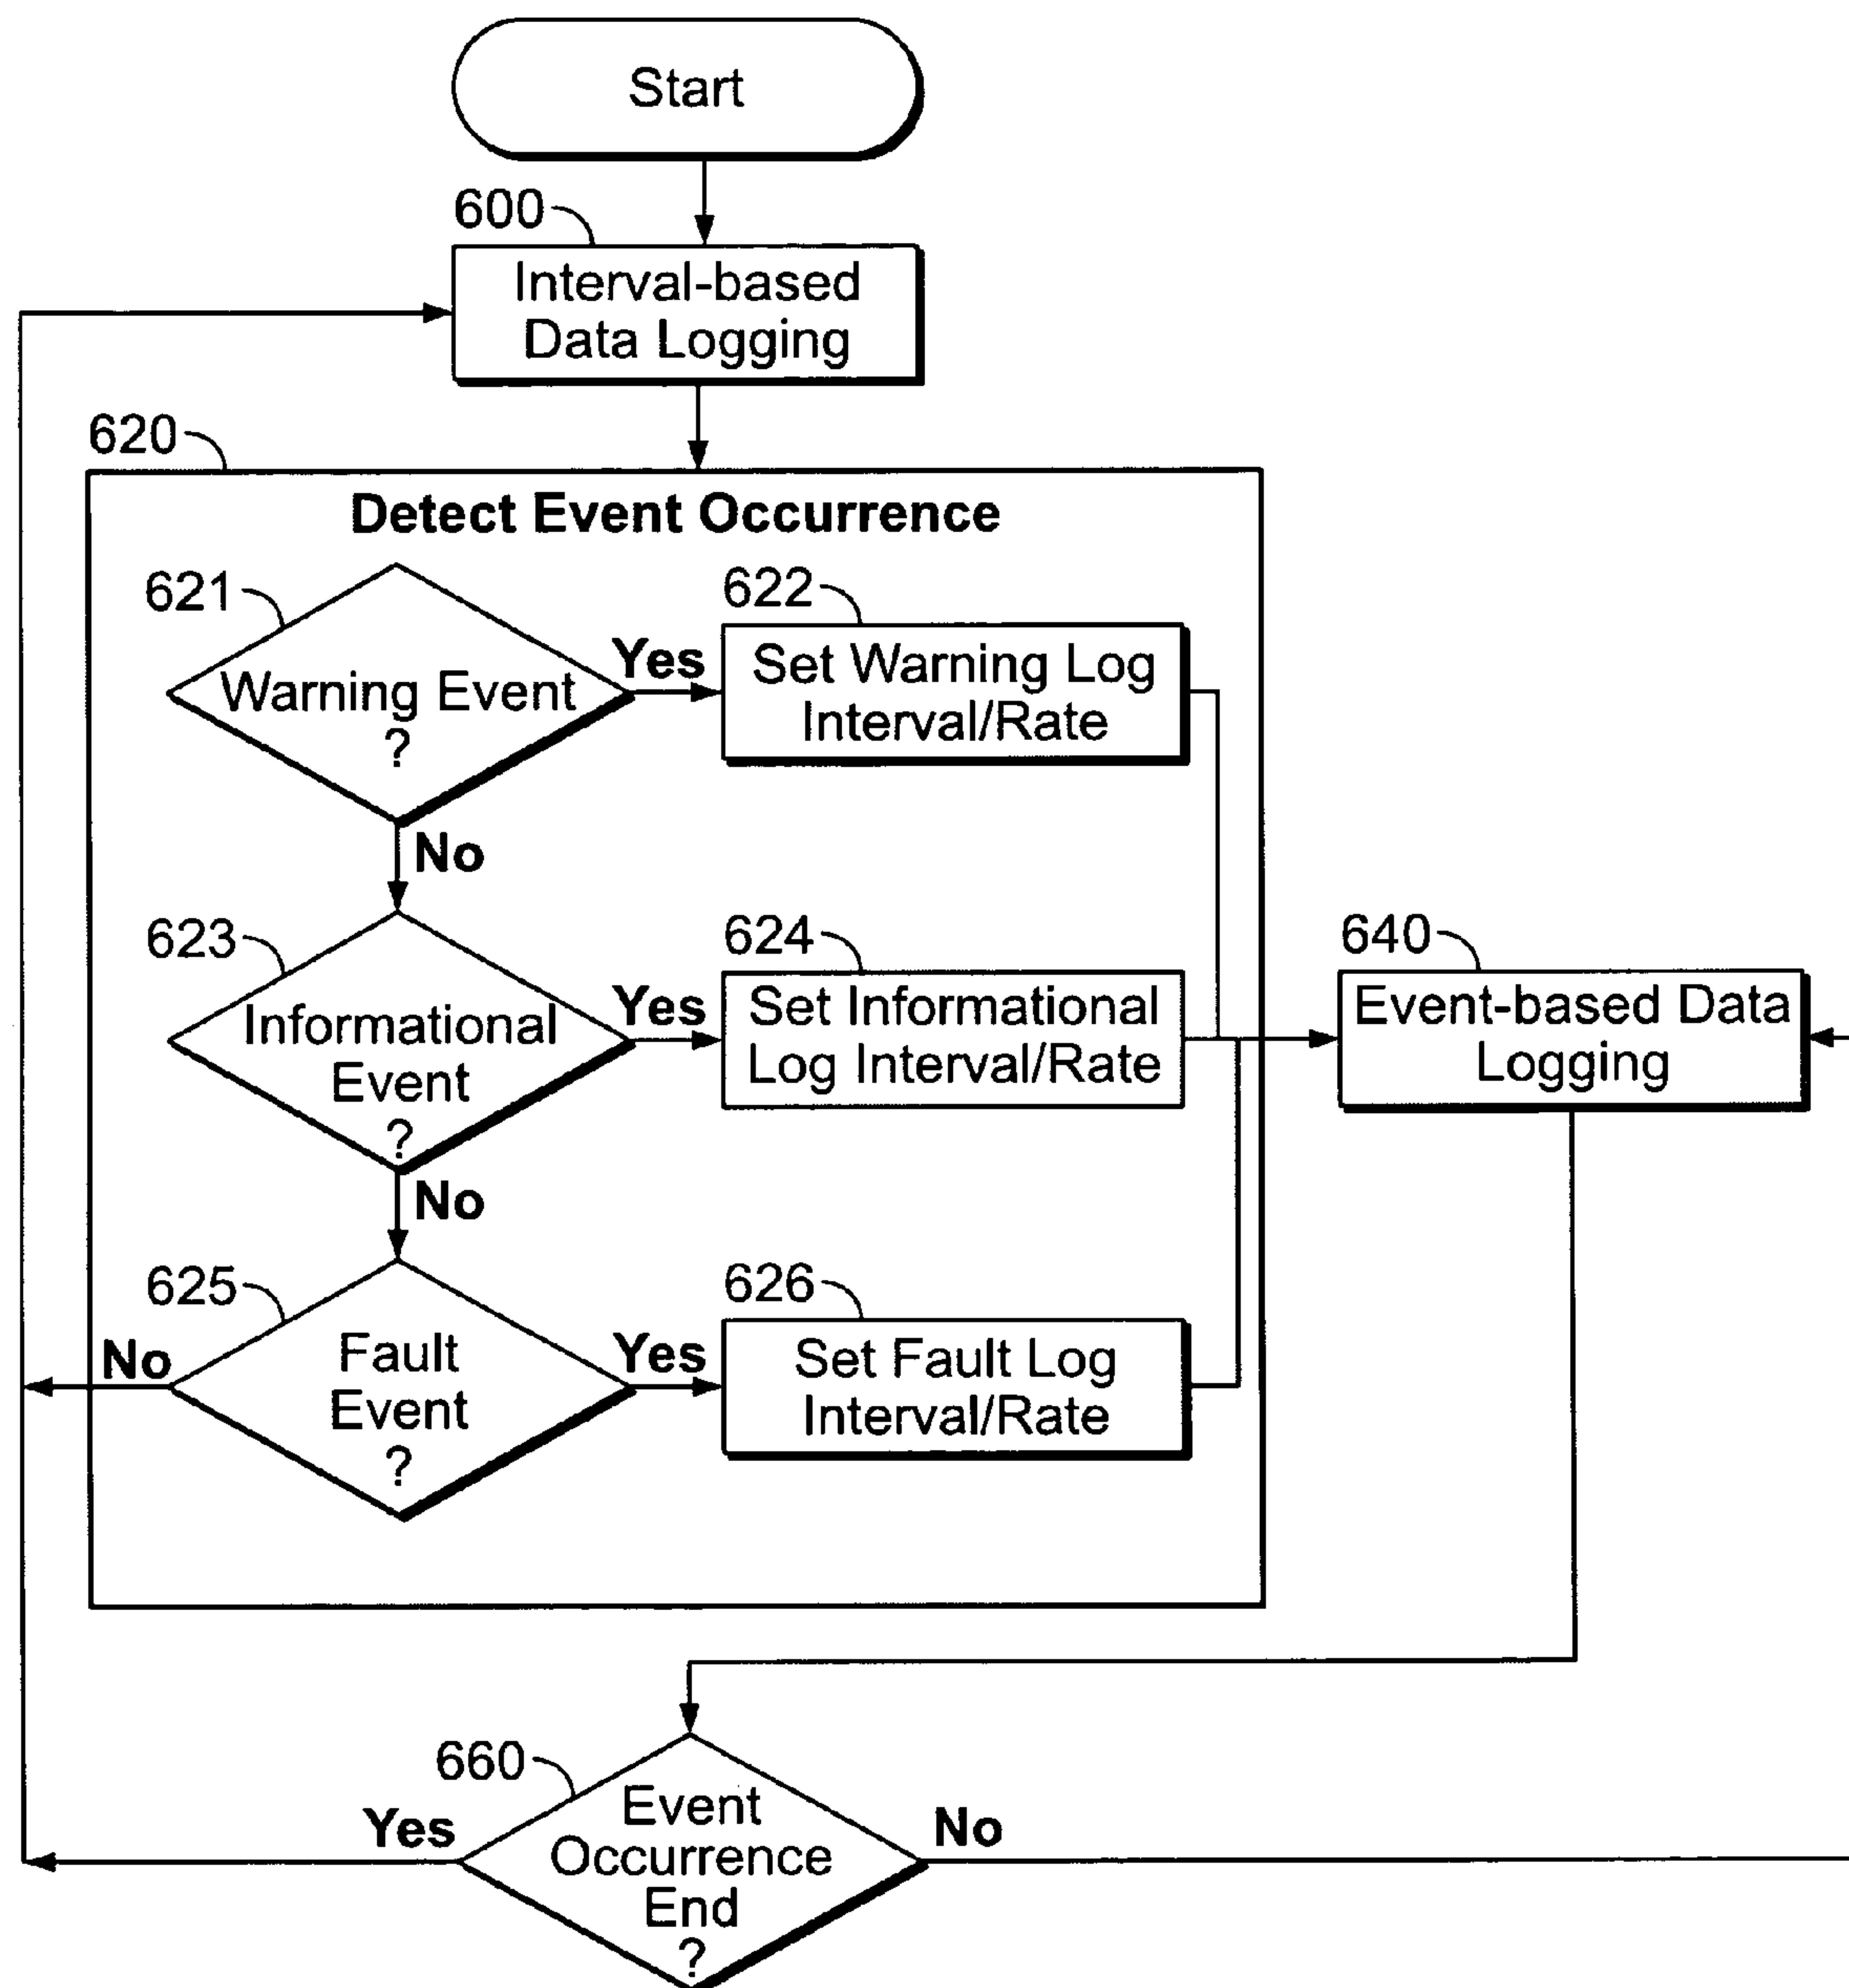 Start
600
Interval-based
Data Logging
620
Detect Event Occurrence
621
Warning Event
?
Yes
622
Set Warning Log
Interval/Rate
No
623
Informational
Event
?
Yes
624
Set Informational
Log Interval/Rate
640
Event-based Data
Logging
No
625
Fault
Event
?
No
Yes
626
Set Fault Log
Interval/Rate
660
Event
Occurrence
End
?
Yes
No